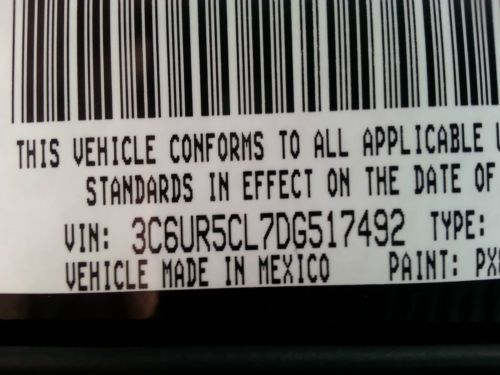 THIS VEHICLE CONFORMS TO ALL APPLICABLE
STANDARDS IN EFFECT ON THE DATE OF
VIN: 3C6UR5CL7DG517492 TYPE:
VEHICLE MADE IN MEXICO PAINT: